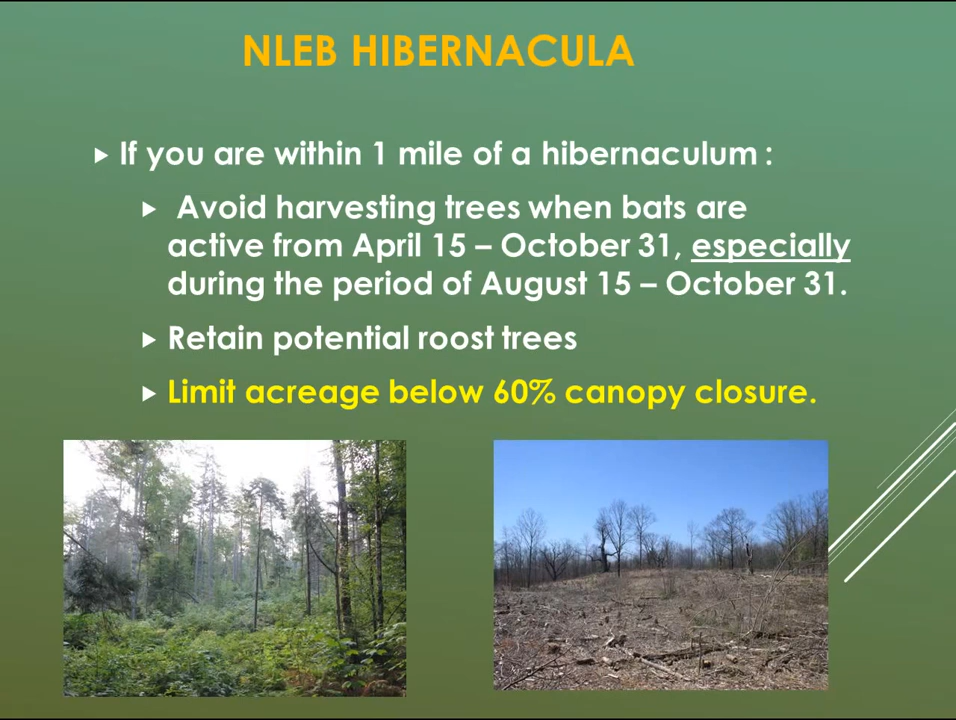 NLEB HIBERNACULA
If you are within 1 mile of a hibernaculum :
Avoid harvesting trees when bats are
active from April 15 – October 31, especially
during the period of August 15 – October 31.
Retain potential roost trees
Limit acreage below 60% canopy closure.